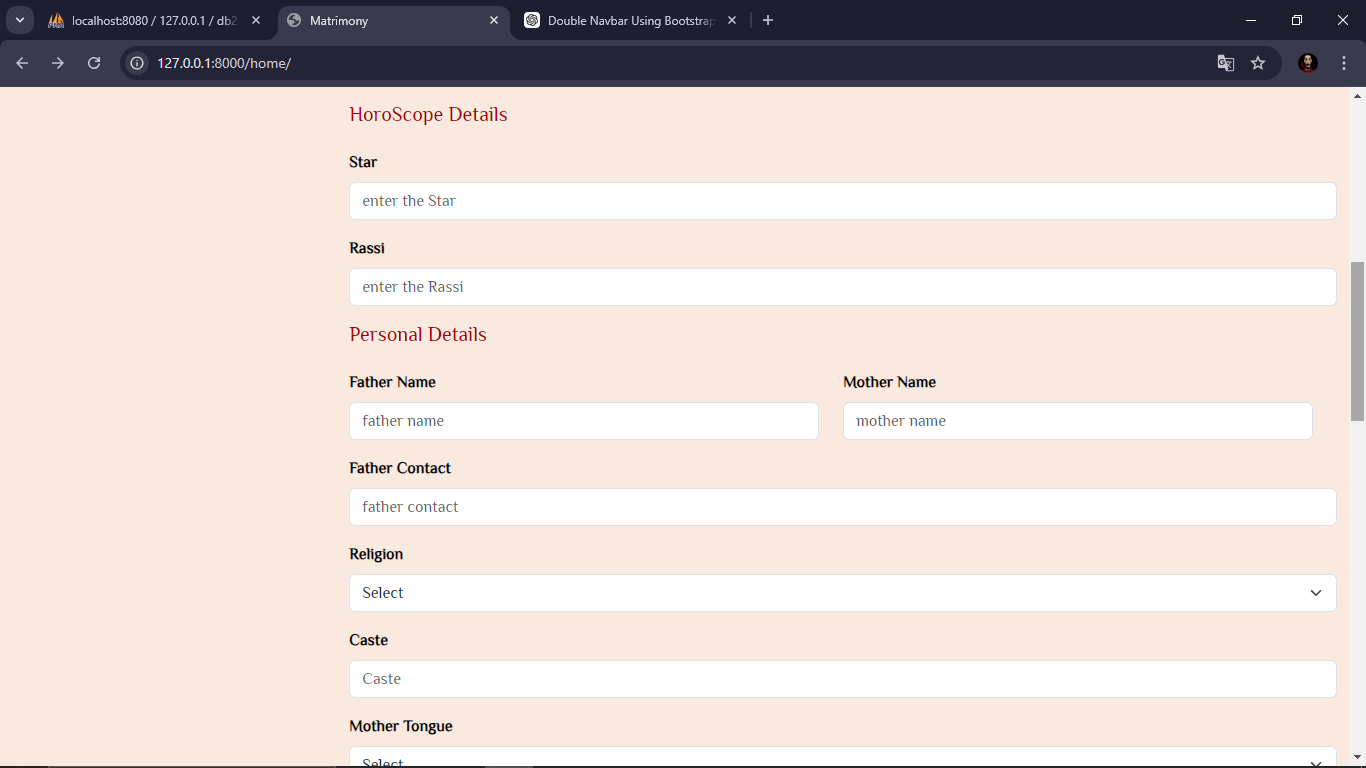 localhost:8080 / 127.0.0.1 / db2
Matrimony
Double Navbar Using Bootstrap
127.0.0.1:8000/home/
HoroScope Details
Star
enter the Star
Rassi
enter the Rassi
Personal Details
Father Name Mother Name
father name mother name
Father Contact
father contact
Religion
Select
Caste
Caste
Mother Tongue
Select